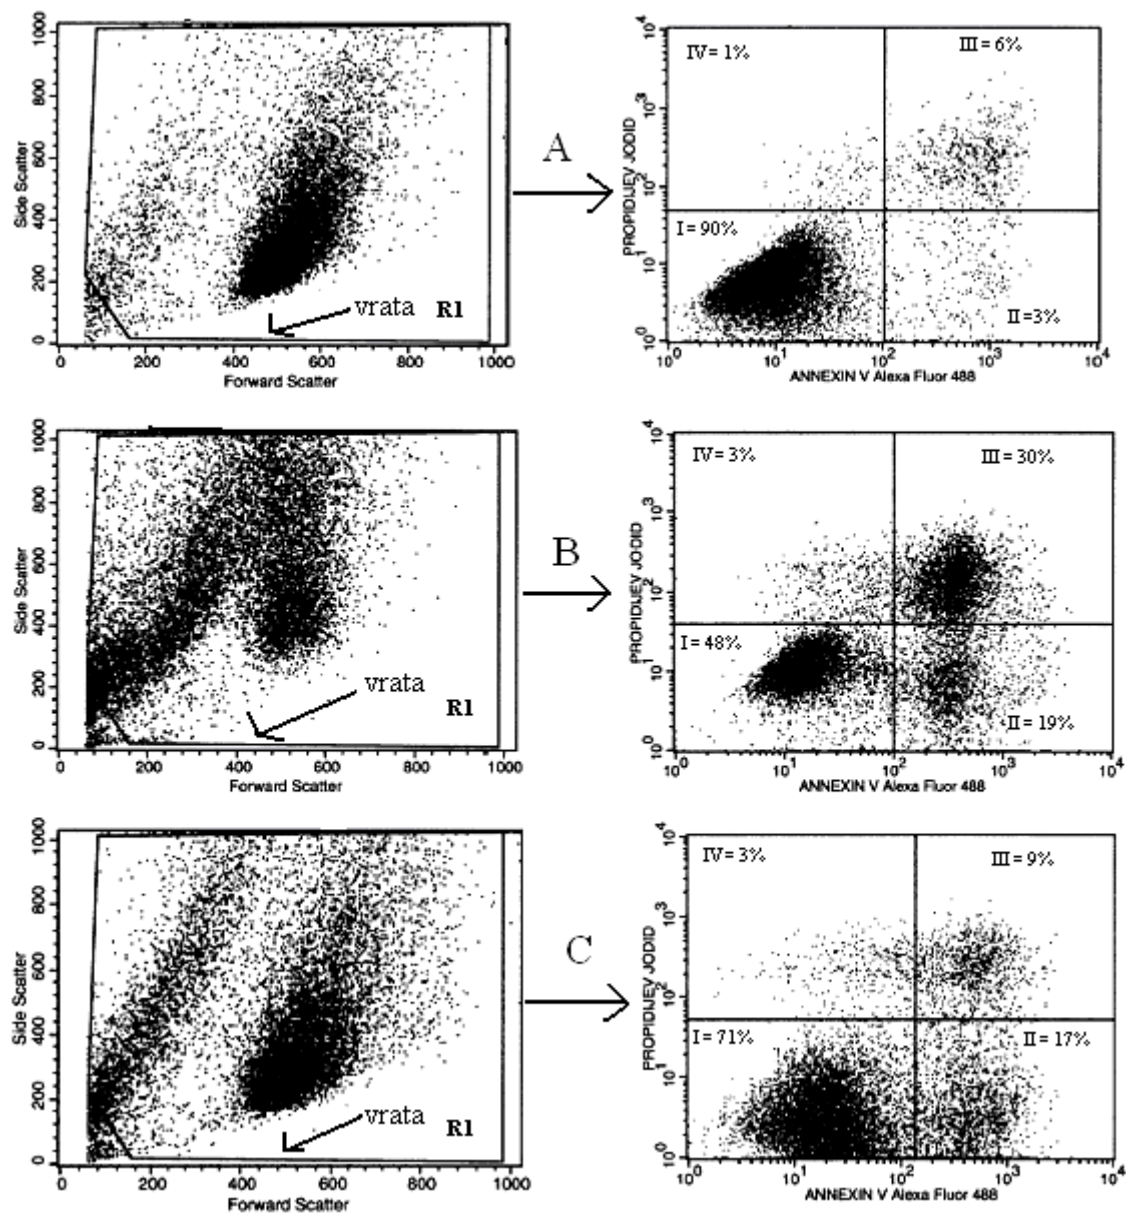 1000
800
600
400
200
0
Side Scatter
vrata
R1
0 200 400 600 800 1000
Forward Scatter
A
10⁴
10³
10²
10¹
10⁰
PROPIDIJEV JODID
IV = 1%
III = 6%
I = 90%
II = 3%
10⁰ 10¹ 10² 10³ 10⁴
ANNEXIN V Alexa Fluor 488
1000
800
600
400
200
0
Side Scatter
vrata
R1
0 200 400 600 800 1000
Forward Scatter
B
10⁴
10³
10²
10¹
10⁰
PROPIDIJEV JODID
IV = 3%
III = 30%
I = 48%
II = 19%
10¹ 10² 10³ 10⁴
ANNEXIN V Alexa Fluor 488
1000
800
600
400
200
0
Side Scatter
vrata
R1
0 200 400 600 800 1000
Forward Scatter
C
10⁴
10³
10²
10¹
10⁰
PROPIDIJEV JODID
IV = 3%
III = 9%
I = 71%
II = 17%
10¹ 10² 10³ 10⁴
ANNEXIN V Alexa Fluor 488